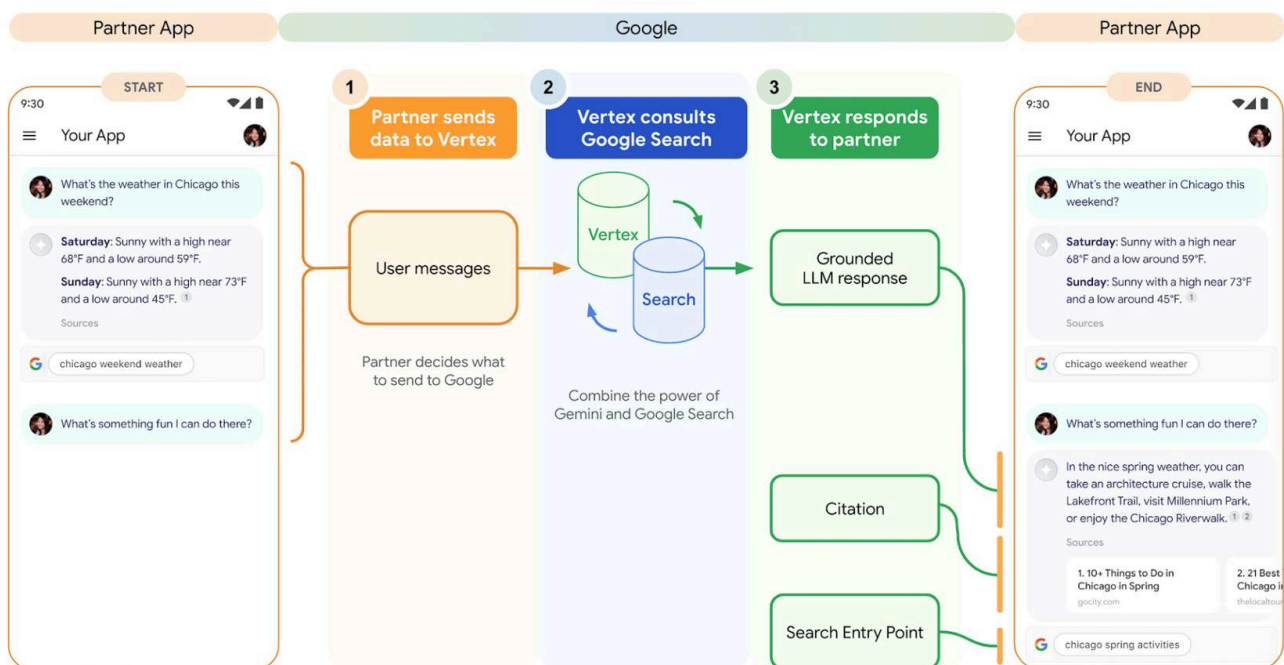 Partner App
Google
Partner App
START
9:30
Your App
What's the weather in Chicago this
weekend?
Saturday: Sunny with a high near
68°F and a low around 59°F.
Sunday: Sunny with a high near 73°F
and a low around 45°F. 1
Sources
chicago weekend weather
What's something fun I can do there?
1
Partner sends
data to Vertex
User messages
Partner decides what
to send to Google
2
Vertex consults
Google Search
Vertex
Search
Combine the power of
Gemini and Google Search
3
Vertex responds
to partner
Grounded
LLM response
Citation
Search Entry Point
END
9:30
Your App
What's the weather in Chicago this
weekend?
Saturday: Sunny with a high near
68°F and a low around 59°F.
Sunday: Sunny with a high near 73°F
and a low around 45°F. 1
Sources
chicago weekend weather
What's something fun I can do there?
In the nice spring weather, you can
take an architecture cruise, walk the
Lakefront Trail, visit Millennium Park,
or enjoy the Chicago Riverwalk. 1 2
Sources
1. 10+ Things to Do in
Chicago in Spring
gocity.com
2. 21 Best
Chicago i
thelocaltour
chicago spring activities